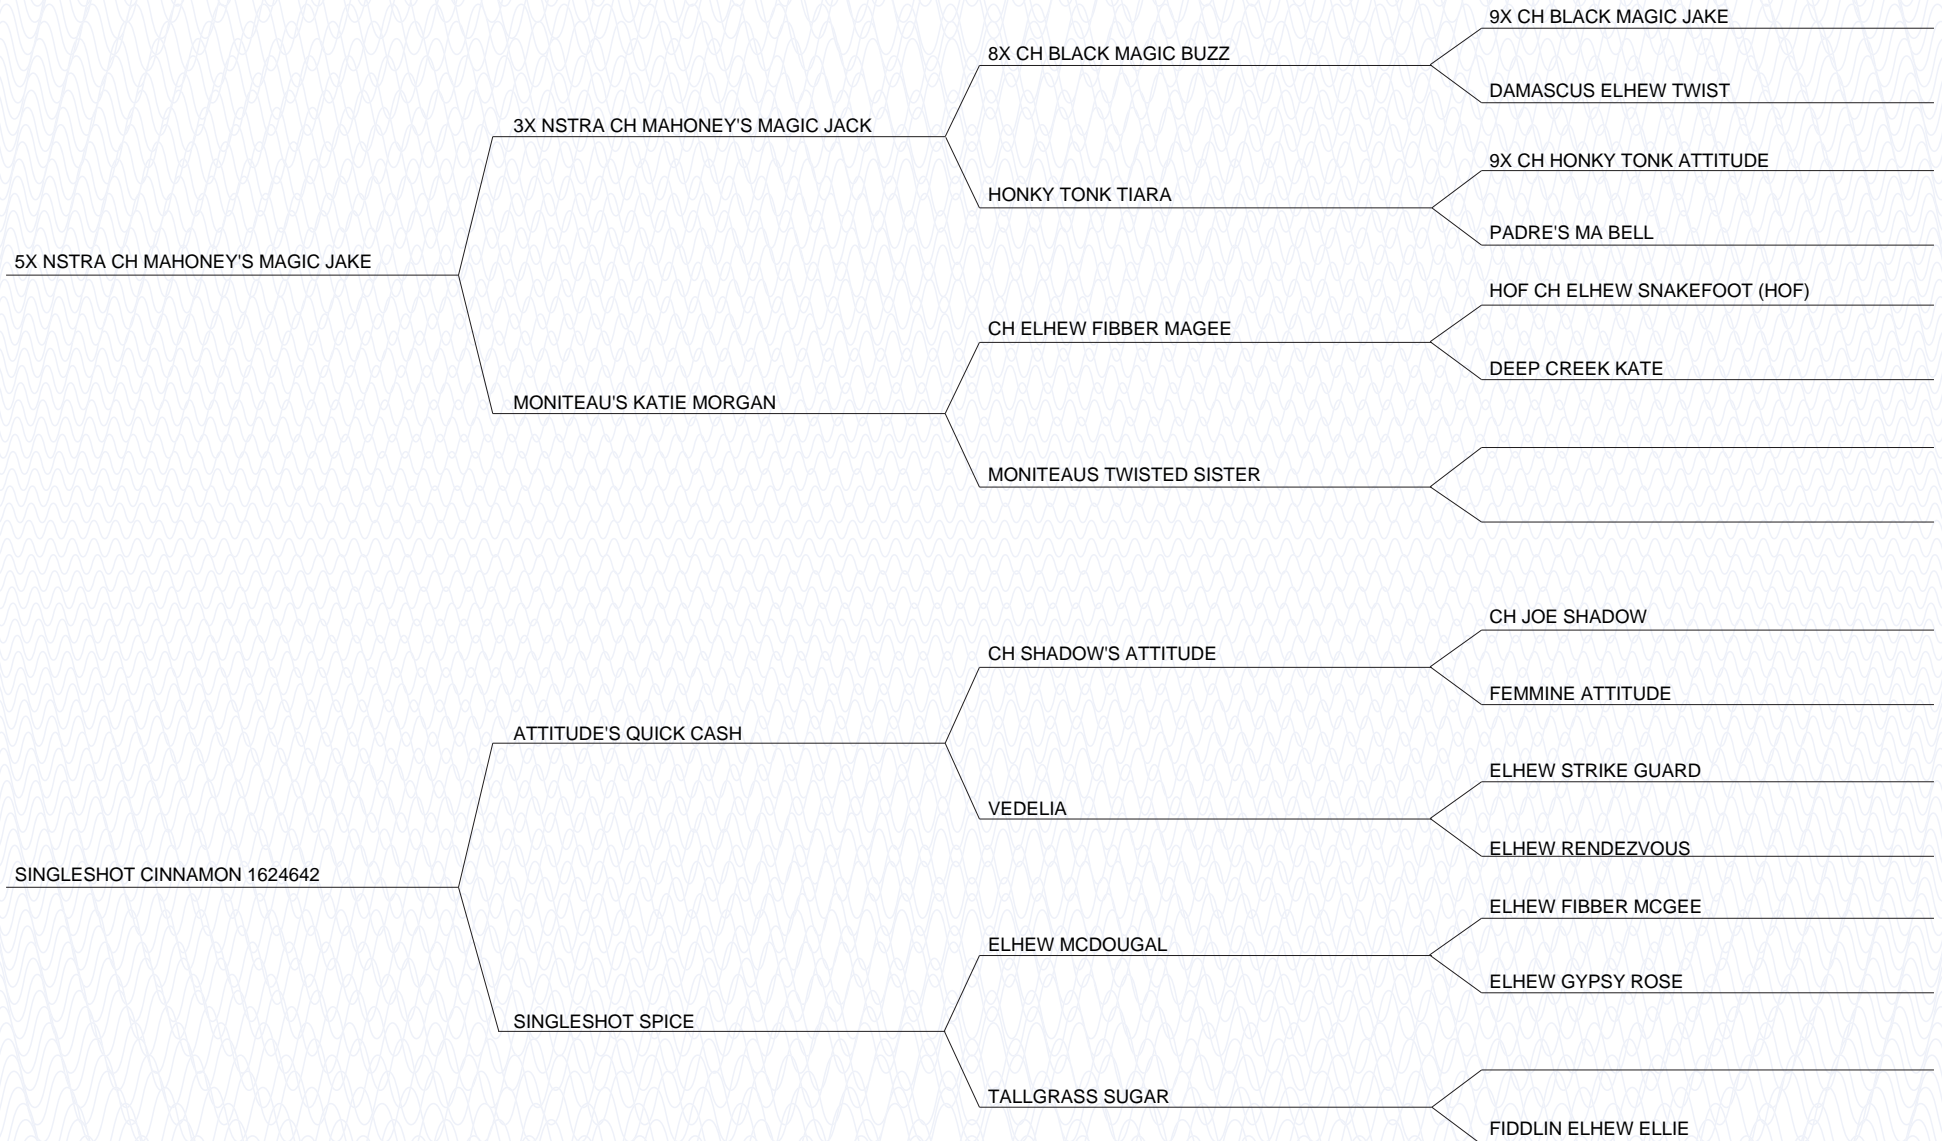 9X CH BLACK MAGIC JAKE
8X CH BLACK MAGIC BUZZ
DAMASCUS ELHEW TWIST
3X NSTRA CH MAHONEY'S MAGIC JACK
9X CH HONKY TONK ATTITUDE
HONKY TONK TIARA
PADRE'S MA BELL
5X NSTRA CH MAHONEY'S MAGIC JAKE
HOF CH ELHEW SNAKEFOOT (HOF)
CH ELHEW FIBBER MAGEE
DEEP CREEK KATE
MONITEAU'S KATIE MORGAN
MONITEAUS TWISTED SISTER
CH JOE SHADOW
CH SHADOW'S ATTITUDE
FEMMINE ATTITUDE
ATTITUDE'S QUICK CASH
ELHEW STRIKE GUARD
VEDELIA
ELHEW RENDEZVOUS
SINGLESHOT CINNAMON 1624642
ELHEW FIBBER MCGEE
ELHEW MCDOUGAL
ELHEW GYPSY ROSE
SINGLESHOT SPICE
TALLGRASS SUGAR
FIDDLIN ELHEW ELLIE